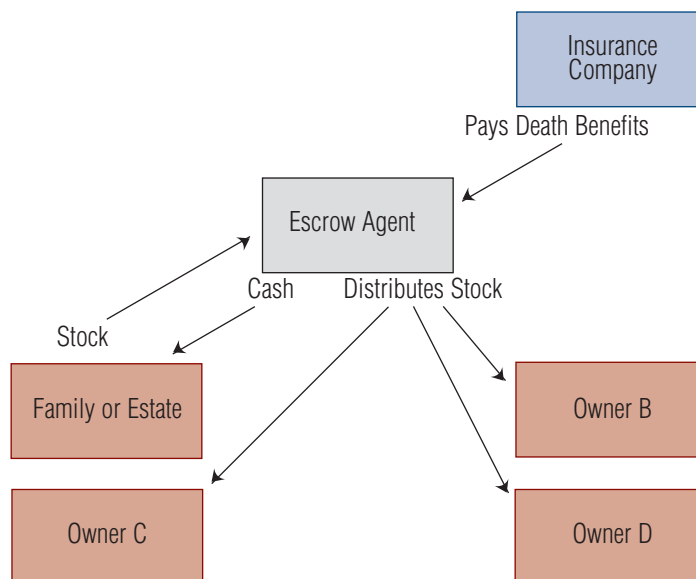 Insurance
Company
Pays Death Benefits
Escrow Agent
Cash
Distributes Stock
Stock
Family or Estate
Owner B
Owner C
Owner D